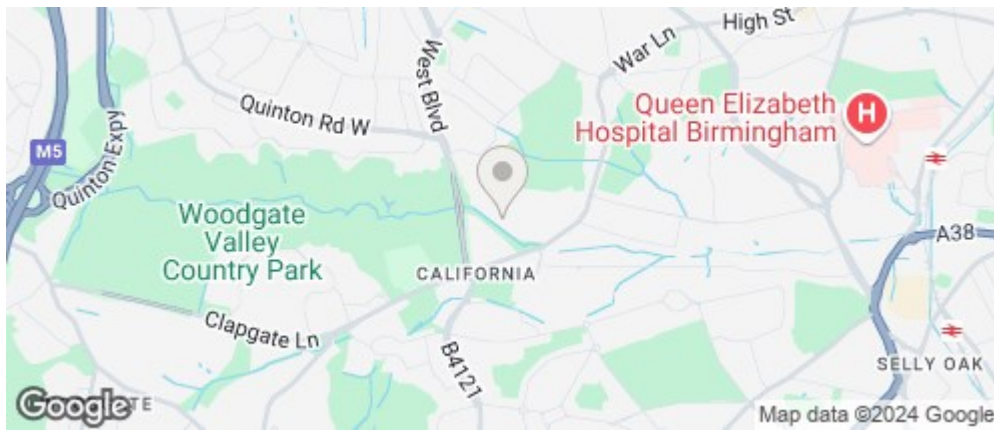 High St
War Ln
West Blvd
Quinton Rd W
Queen Elizabeth
Hospital Birmingham
H
M5
Quinton Expy
Woodgate
Valley
Country Park
A38
CALIFORNIA
Clapgate Ln
B4121
SELLY OAK
Google
TE
Map data ©2024 Google